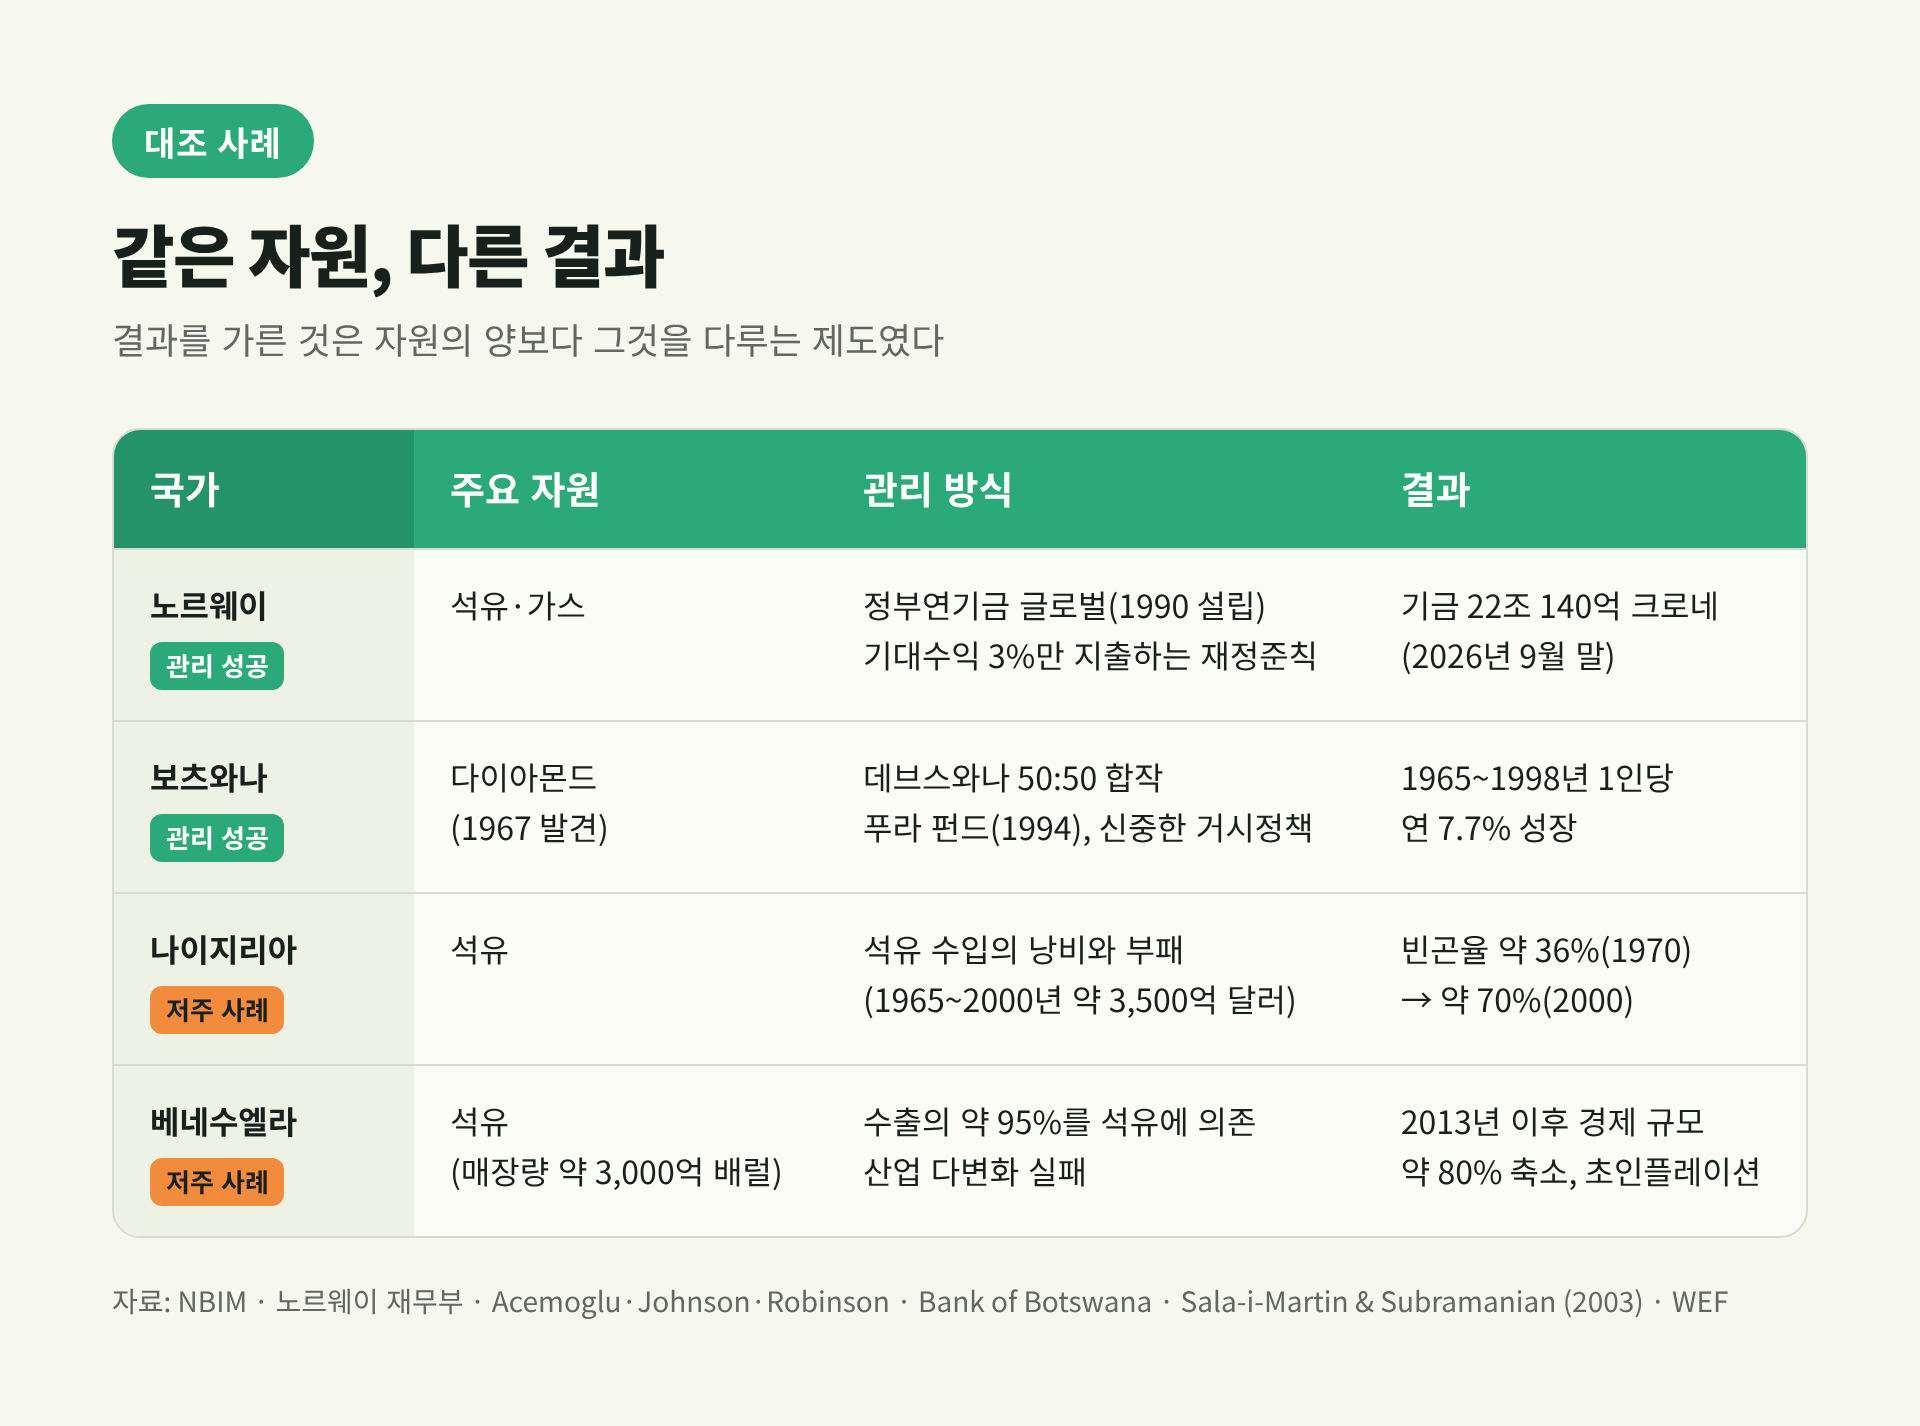 대조 사례
같은 자원, 다른 결과
결과를 가른 것은 자원의 양보다 그것을 다루는 제도였다
국가
주요 자원
관리 방식
결과
노르웨이
관리 성공
석유·가스
정부연기금 글로벌(1990 설립)
기대수익 3%만 지출하는 재정준칙
기금 22조 140억 크로네
(2026년 9월 말)
보츠와나
관리 성공
다이아몬드
(1967 발견)
데브스와나 50:50 합작
푸라 펀드(1994), 신중한 거시정책
1965~1998년 1인당
연 7.7% 성장
나이지리아
저주 사례
석유
석유 수입의 낭비와 부패
(1965~2000년 약 3,500억 달러)
빈곤율 약 36%(1970)
→ 약 70%(2000)
베네수엘라
저주 사례
석유
(매장량 약 3,000억 배럴)
수출의 약 95%를 석유에 의존
산업 다변화 실패
2013년 이후 경제 규모
약 80% 축소, 초인플레이션
자료: NBIM · 노르웨이 재무부 · Acemoglu·Johnson·Robinson · Bank of Botswana · Sala-i-Martin & Subramanian (2003) · WEF